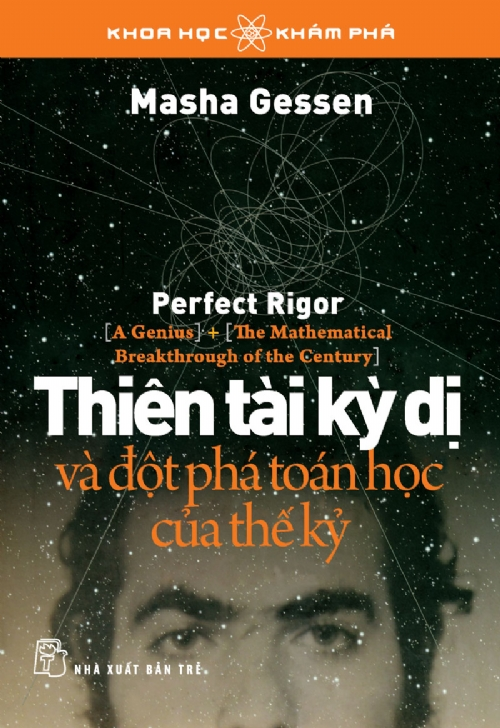 KHOA HỌC KHÁM PHÁ
Masha Gessen
Perfect Rigor
[A Genius] + [The Mathematical
Breakthrough of the Century]
Thiên tài kỳ dị
và đột phá toán học
của thế kỷ
T
NHÀ XUẤT BẢN TRẺ